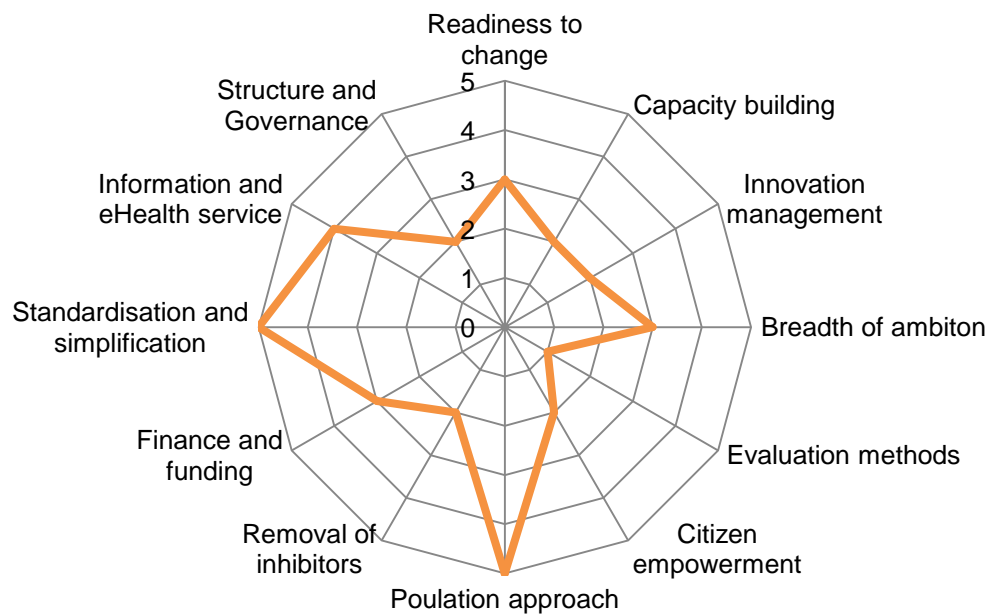 Readiness to
change
Capacity building
Innovation
management
Breadth of ambiton
Evaluation methods
Citizen
empowerment
Poulation approach
Removal of
inhibitors
Finance and
funding
Standardisation and
simplification
Information and
eHealth service
Structure and
Governance
5
4
3
2
1
0